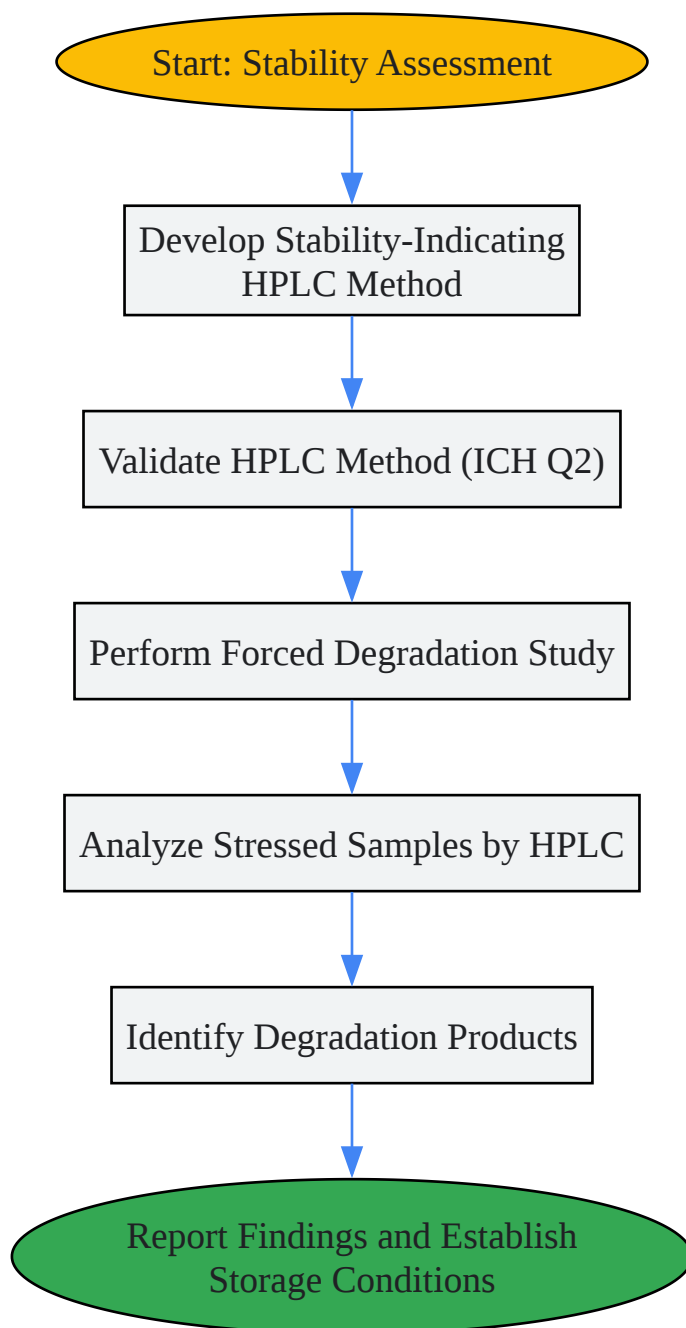 Start: Stability Assessment
Develop Stability-Indicating
HPLC Method
Validate HPLC Method (ICH Q2)
Perform Forced Degradation Study
Analyze Stressed Samples by HPLC
Identify Degradation Products
Report Findings and Establish
Storage Conditions